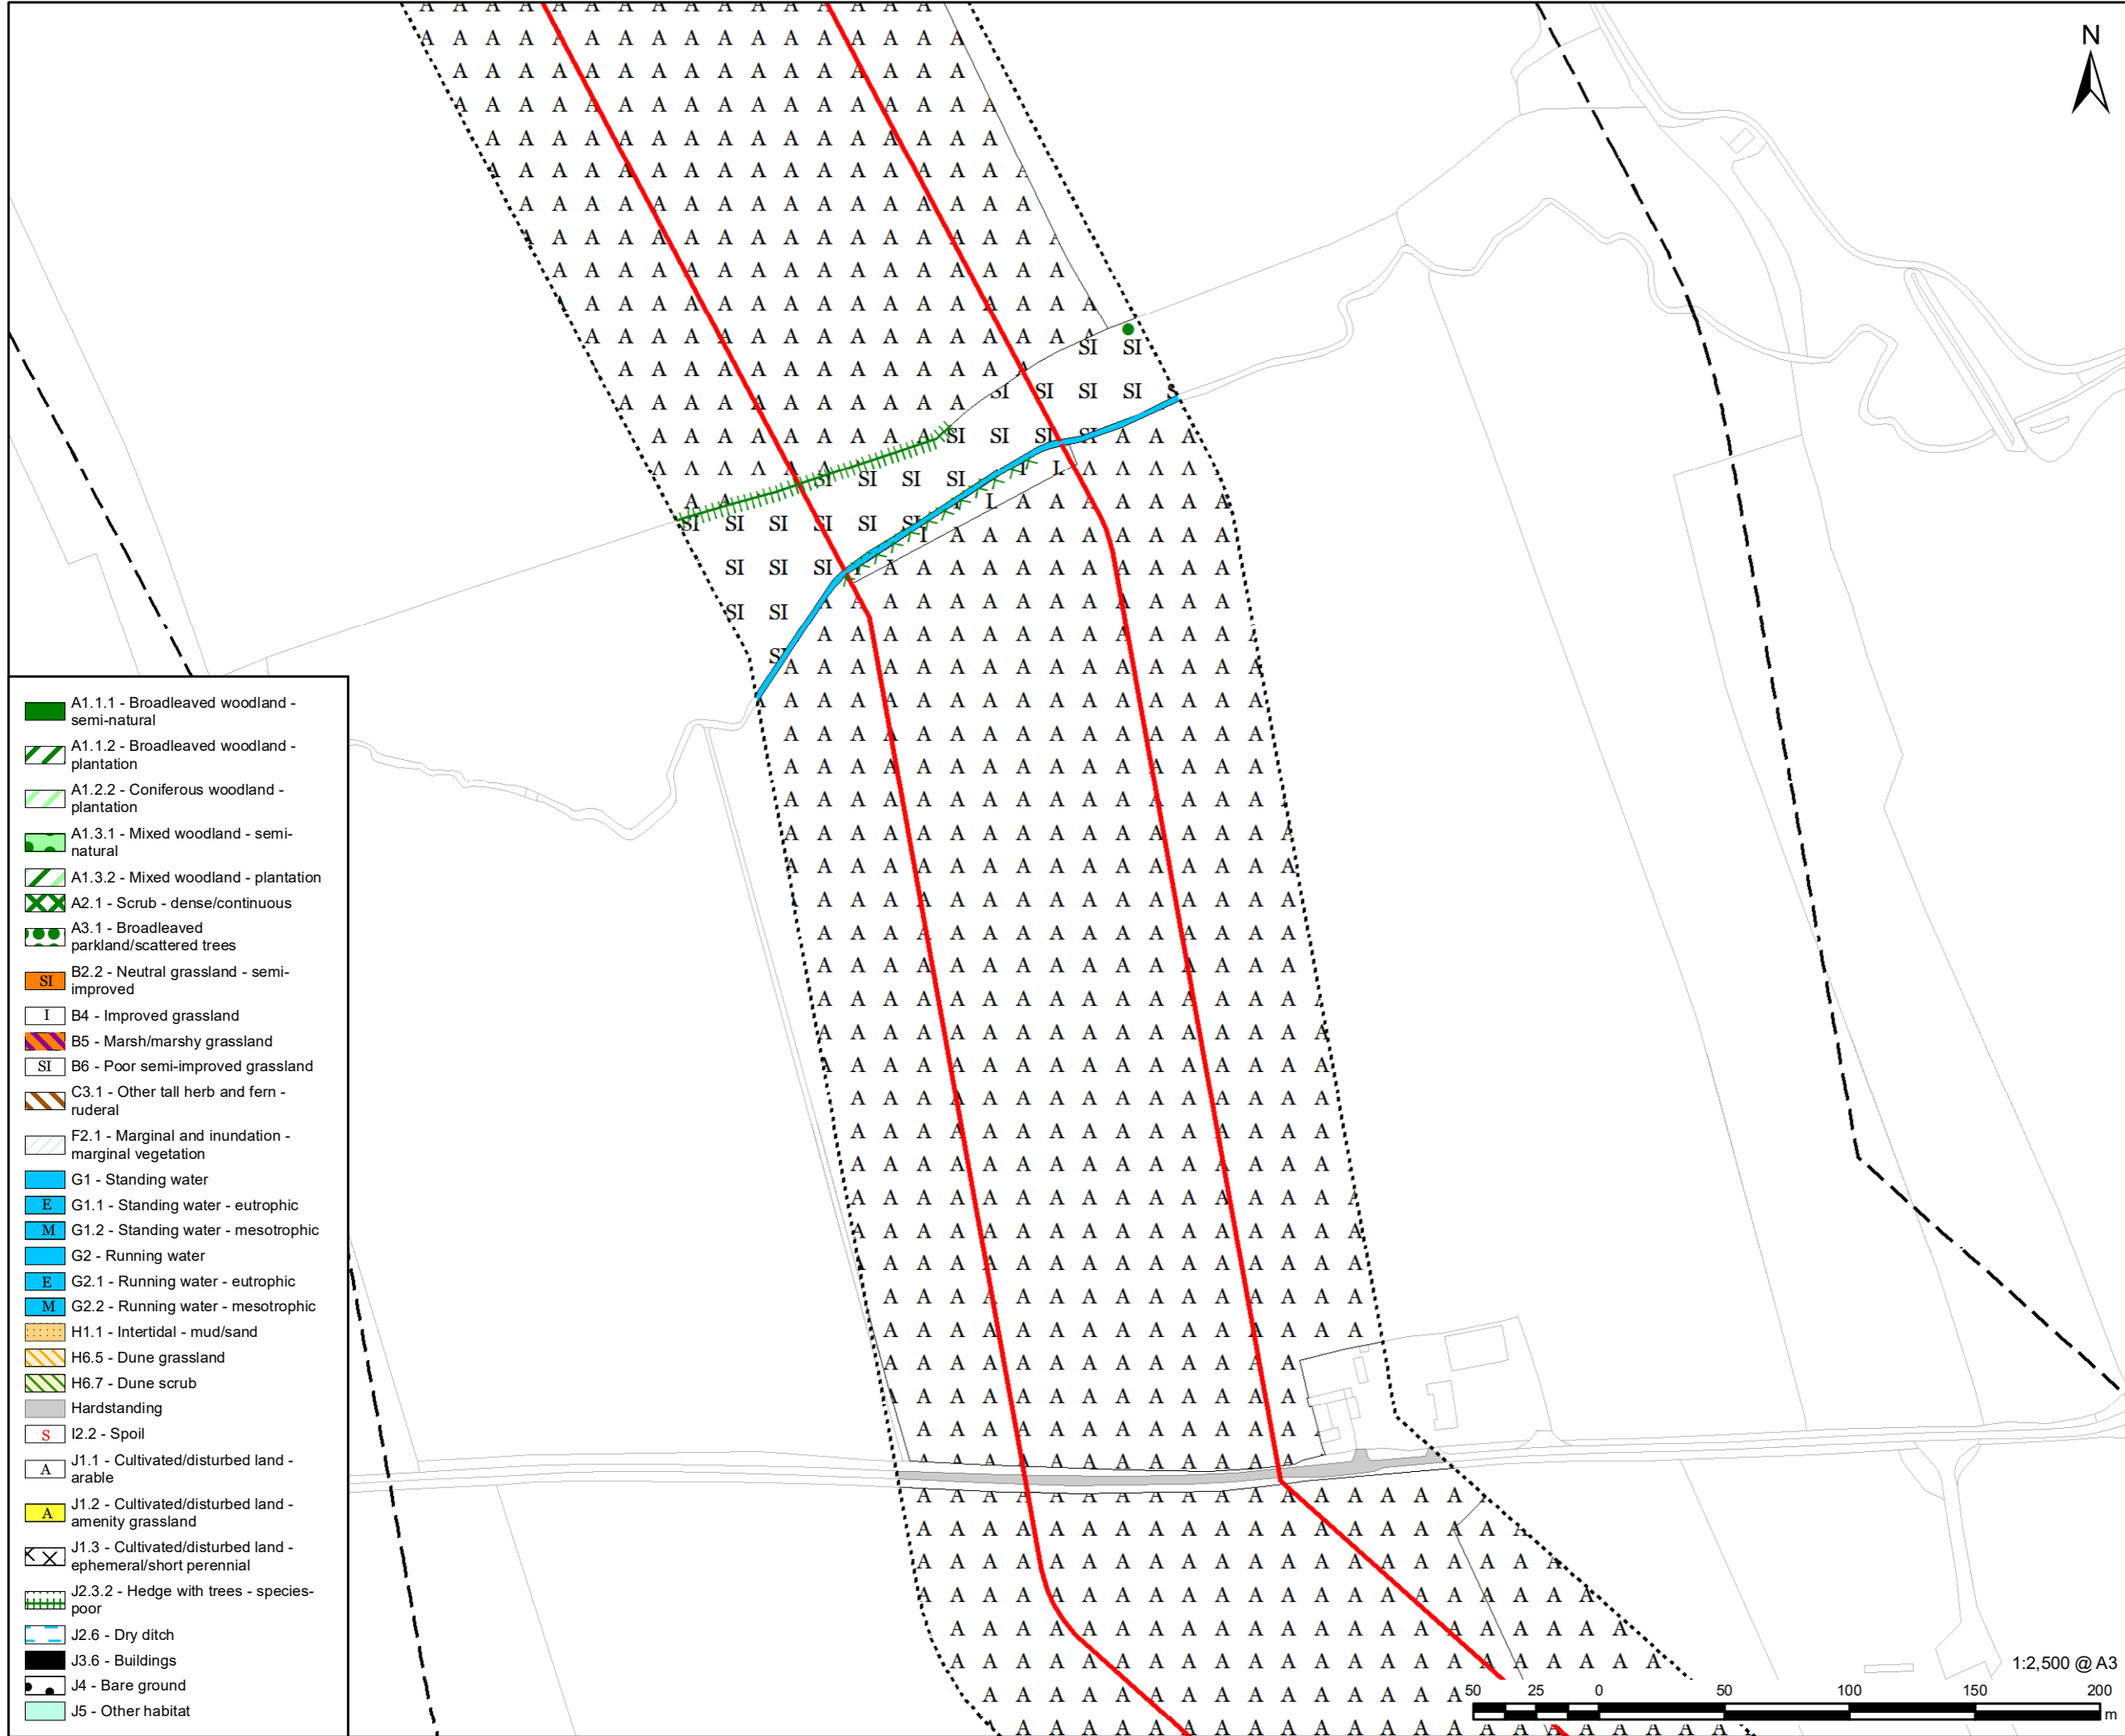 N
A1.1.1 - Broadleaved woodland -
semi-natural
A1.1.2 - Broadleaved woodland -
plantation
A1.2.2 - Coniferous woodland -
plantation
A1.3.1 - Mixed woodland - semi-
natural
A1.3.2 - Mixed woodland - plantation
A2.1 - Scrub - dense/continuous
A3.1 - Broadleaved
parkland/scattered trees
B2.2 - Neutral grassland - semi-
SI
improved
I B4 - Improved grassland
B5 - Marsh/marshy grassland
SI B6 - Poor semi-improved grassland
C3.1 - Other tall herb and fern -
ruderal
F2.1 - Marginal and inundation -
marginal vegetation
G1 - Standing water
E G1.1 - Standing water - eutrophic
M G1.2 - Standing water - mesotrophic
G2 - Running water
E G2.1 - Running water - eutrophic
M G2.2 - Running water - mesotrophic
H1.1 - Intertidal - mud/sand
H6.5 - Dune grassland
H6.7 - Dune scrub
Hardstanding
S I2.2 - Spoil
J1.1 - Cultivated/disturbed land -
A
arable
J1.2 - Cultivated/disturbed land -
A
amenity grassland
J1.3 - Cultivated/disturbed land -
ephemeral/short perennial
J2.3.2 - Hedge with trees - species-
poor
J2.6 - Dry ditch
J3.6 - Buildings
J4 - Bare ground
J5 - Other habitat
1:2,500 @ A3
50 25 0 50 100 150 200
m